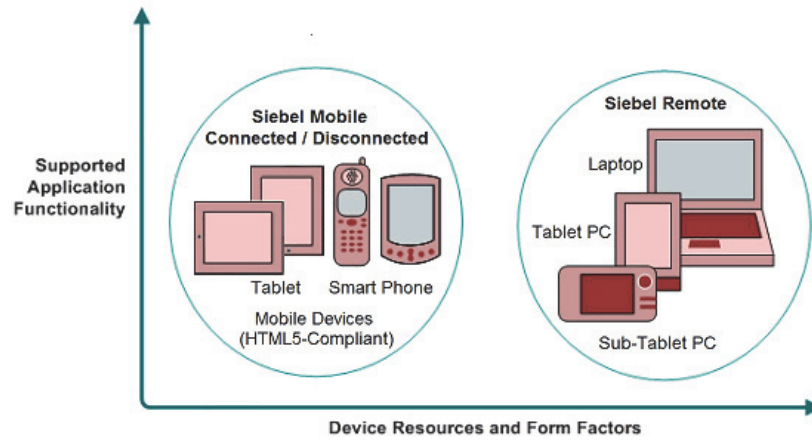 Supported
Application
Functionality
Siebel Mobile
Connected / Disconnected
Tablet
Smart Phone
Mobile Devices
(HTML5-Compliant)
Siebel Remote
Laptop
Tablet PC
Sub-Tablet PC
Device Resources and Form Factors